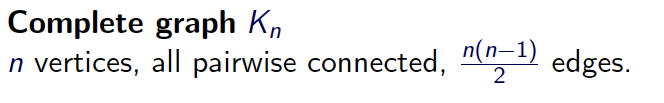 Complete graph Kₙ
n vertices, all pairwise connected, n(n−1)/2 edges.